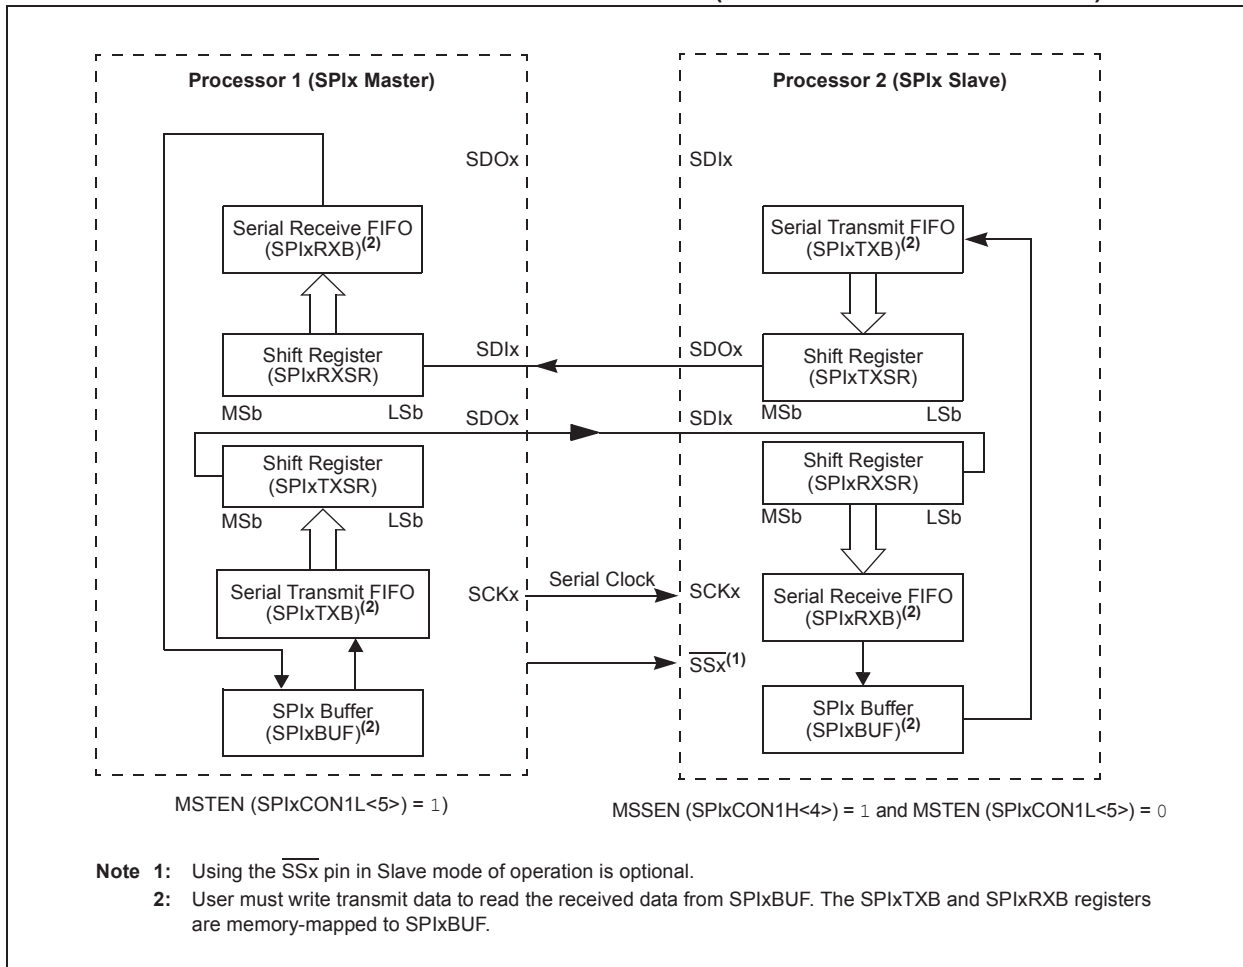 Processor 1 (SPIx Master)
Processor 2 (SPIx Slave)
SDOx
SDIx
Serial Receive FIFO
(SPIxRXB)(2)
Serial Transmit FIFO
(SPIxTXB)(2)
Shift Register
(SPIxRXSR)
SDIx
SDOx
Shift Register
(SPIxTXSR)
MSb
LSb
MSb
LSb
SDOx
SDIx
Shift Register
(SPIxTXSR)
Shift Register
(SPIxRXSR)
MSb
LSb
MSb
LSb
Serial Transmit FIFO
(SPIxTXB)(2)
SCKx
Serial Clock
SCKx
Serial Receive FIFO
(SPIxRXB)(2)
SSx(1)
SPIx Buffer
(SPIxBUF)(2)
SPIx Buffer
(SPIxBUF)(2)
MSTEN (SPIxCON1L<5>) = 1)
MSSEN (SPIxCON1H<4>) = 1 and MSTEN (SPIxCON1L<5>) = 0
Note 1: Using the SSx pin in Slave mode of operation is optional.
2: User must write transmit data to read the received data from SPIxBUF. The SPIxTXB and SPIxRXB registers
are memory-mapped to SPIxBUF.